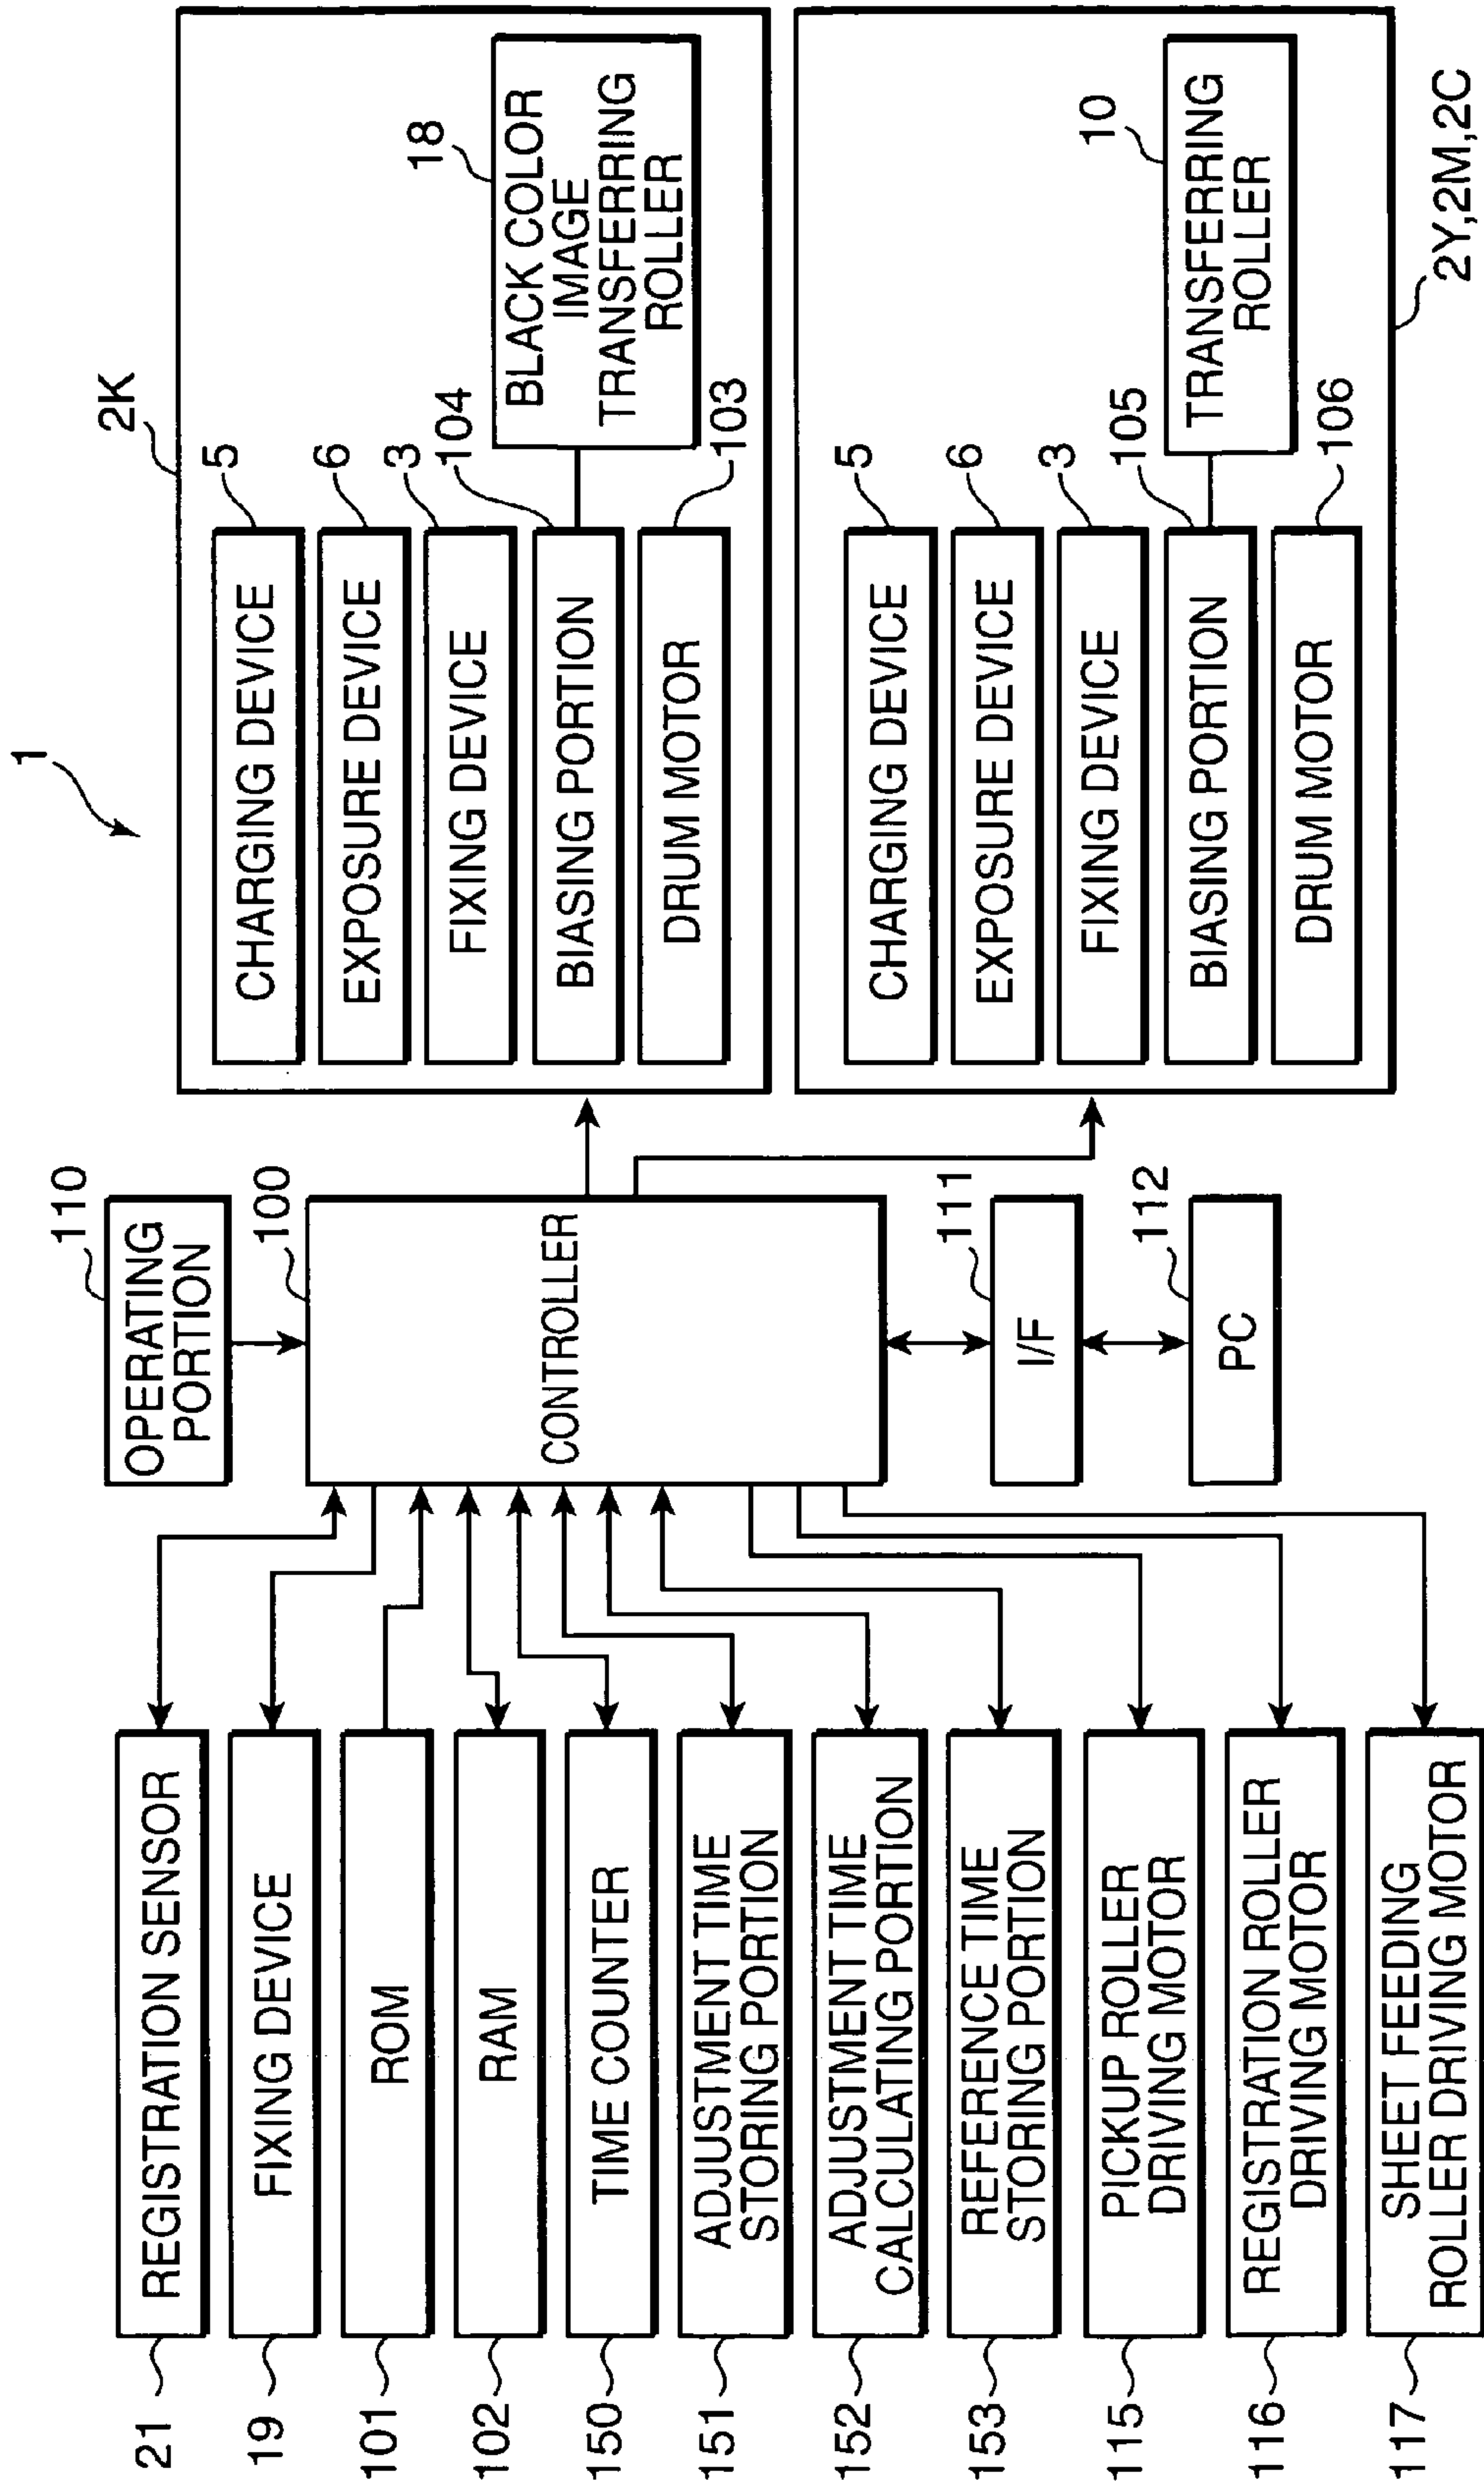 1
21
REGISTRATION SENSOR
19
FIXING DEVICE
101
ROM
102
RAM
150
TIME COUNTER
151
ADJUSTMENT TIME
STORING PORTION
152
ADJUSTMENT TIME
CALCULATING PORTION
153
REFERENCE TIME
STORING PORTION
115
PICKUP ROLLER
DRIVING MOTOR
116
REGISTRATION ROLLER
DRIVING MOTOR
117
SHEET FEEDING
ROLLER DRIVING MOTOR
110
OPERATING
PORTION
100
CONTROLLER
111
I/F
112
PC
2K
CHARGING DEVICE
5
EXPOSURE DEVICE
6
FIXING DEVICE
3
BIASING PORTION
104
DRUM MOTOR
103
18
BLACK COLOR
IMAGE
TRANSFERRING
ROLLER
CHARGING DEVICE
5
EXPOSURE DEVICE
6
FIXING DEVICE
3
BIASING PORTION
105
DRUM MOTOR
106
10
TRANSFERRING
ROLLER
2Y,2M,2C